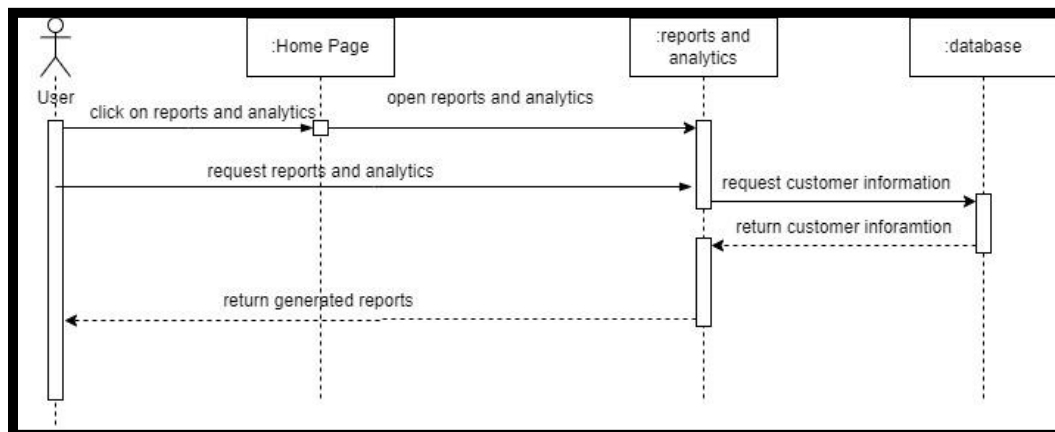 :Home Page
:reports and
analytics
:database
User
click on reports and analytics
open reports and analytics
request reports and analytics
request customer information
return customer inforamtion
return generated reports